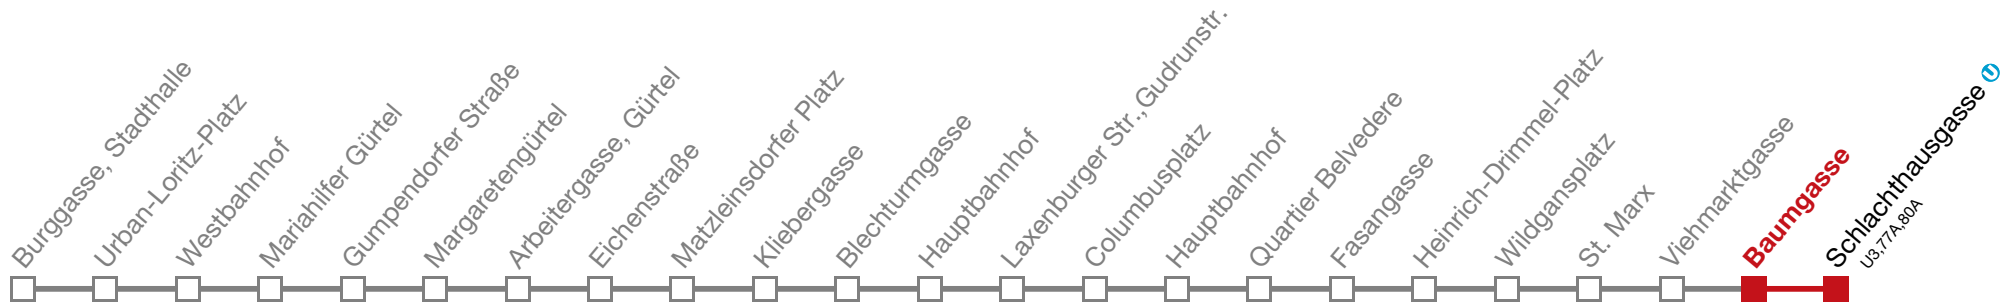 Burggasse, Stadthalle
Urban-Loritz-Platz
Westbahnhof
Mariahilfer Gürtel
Gumpendorfer Straße
Margaretengürtel
Arbeitergasse, Gürtel
Eichenstraße
Matzleinsdorfer Platz
Kliebergasse
Blechturmgasse
Hauptbahnhof
Laxenburger Str., Gudrunstr.
Columbusplatz
Hauptbahnhof
Quartier Belvedere
Fasangasse
Heinrich-Drimmel-Platz
Wildgansplatz
St. Marx
Viehmarktgasse
Baumgasse
Schlachthausgasse U
U3,77A,80A